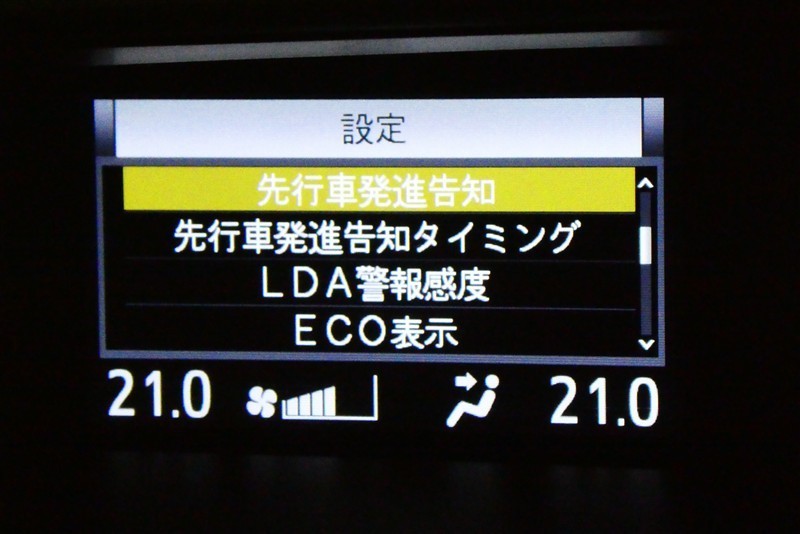 設定
先行車発進告知
先行車発進告知タイミング
LDA警報感度
ECO表示
21.0 21.0